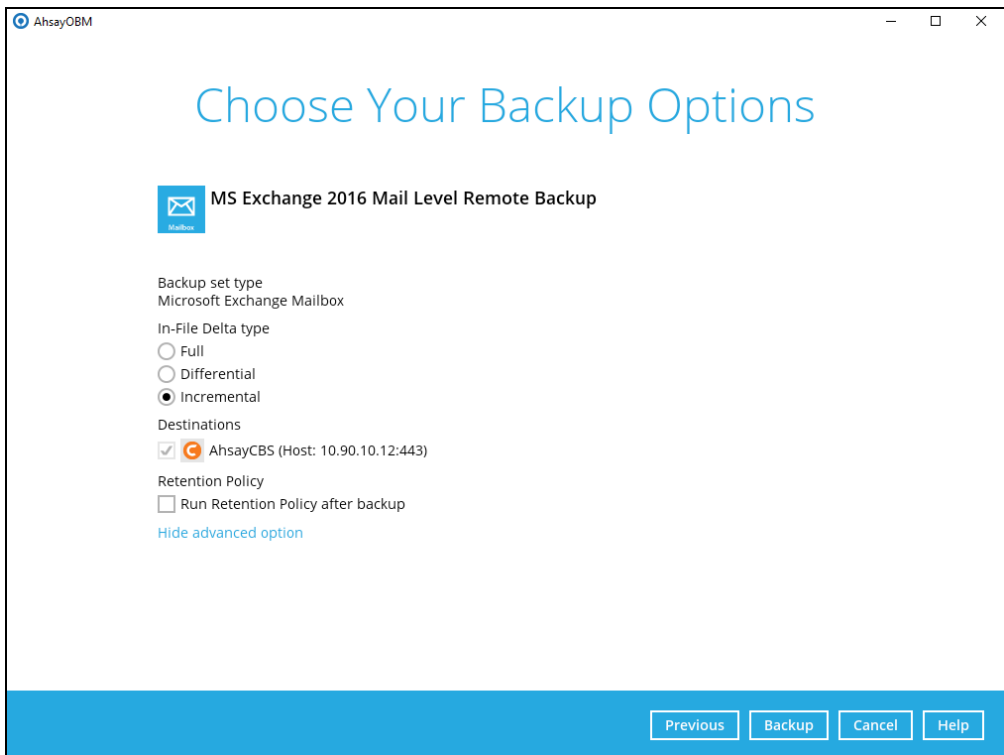 AhsayOBM
Choose Your Backup Options
MS Exchange 2016 Mail Level Remote Backup
Mailbox
Backup set type
Microsoft Exchange Mailbox
In-File Delta type
Full
Differential
Incremental
Destinations
AhsayCBS (Host: 10.90.10.12:443)
Retention Policy
Run Retention Policy after backup
Hide advanced option
Previous Backup Cancel Help